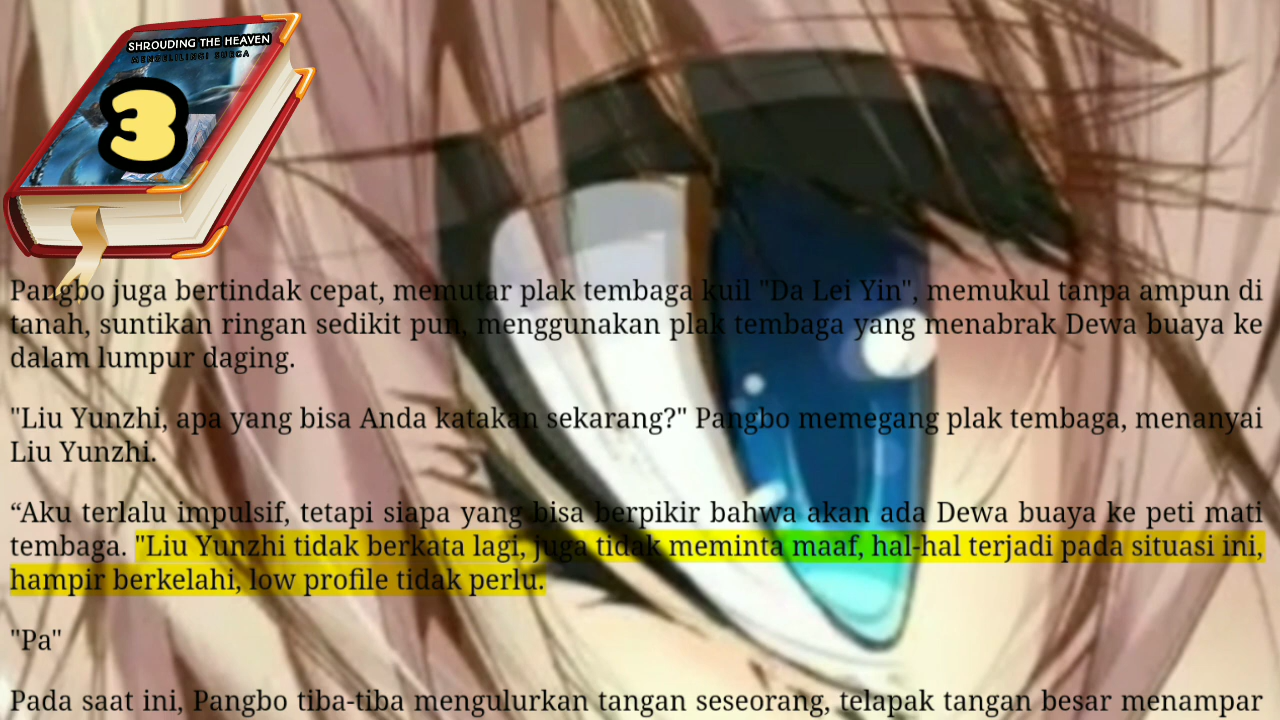 SHROUDING THE HEAVEN
MENGELILINGI SURGA
3
Pangbo juga bertindak cepat, memutar plak tembaga kuil "Da Lei Yin", memukul tanpa ampun di
tanah, suntikan ringan sedikit pun, menggunakan plak tembaga yang menabrak Dewa buaya ke
dalam lumpur daging.
"Liu Yunzhi, apa yang bisa Anda katakan sekarang?" Pangbo memegang plak tembaga, menanyai
Liu Yunzhi.
“Aku terlalu impulsif, tetapi siapa yang bisa berpikir bahwa akan ada Dewa buaya ke peti mati
tembaga. "Liu Yunzhi tidak berkata lagi, juga tidak meminta maaf, hal-hal terjadi pada situasi ini,
hampir berkelahi, low profile tidak perlu.
"Pa"
Pada saat ini, Pangbo tiba-tiba mengulurkan tangan seseorang, telapak tangan besar menampar